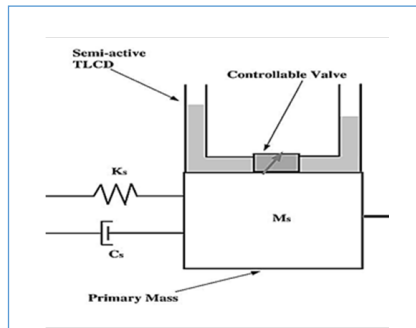 Semi-active
TLCD
Controllable Valve
Ks
Ms
Cs
Primary Mass